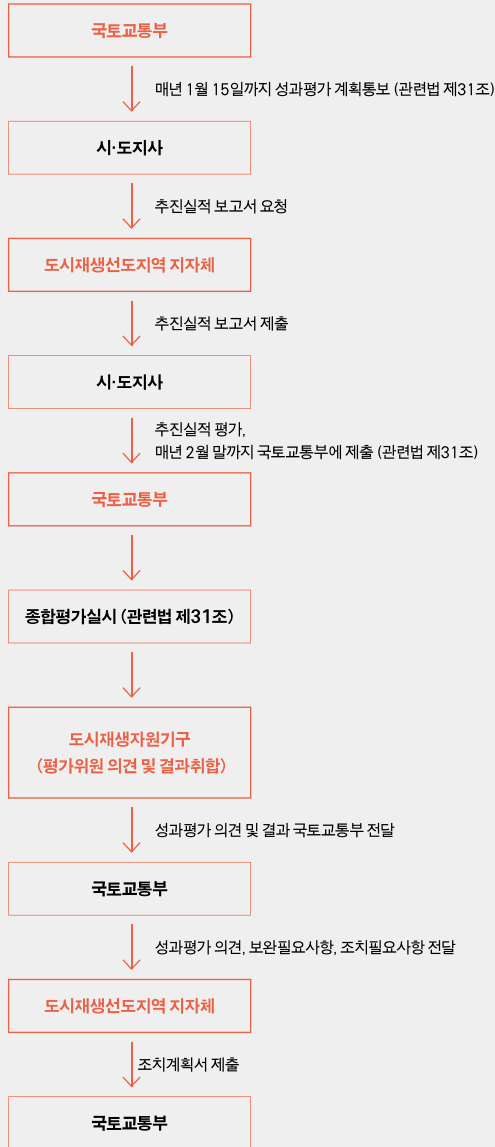 국토교통부
매년 1월 15일까지 성과평가 계획통보 (관련법 제31조)
시·도지사
추진실적 보고서 요청
도시재생선도지역 지자체
추진실적 보고서 제출
시·도지사
추진실적 평가,
매년 2월 말까지 국토교통부에 제출 (관련법 제31조)
국토교통부
종합평가실시 (관련법 제31조)
도시재생자원기구
(평가위원 의견 및 결과취합)
성과평가 의견 및 결과 국토교통부 전달
국토교통부
성과평가 의견, 보완필요사항, 조치필요사항 전달
도시재생선도지역 지자체
조치계획서 제출
국토교통부